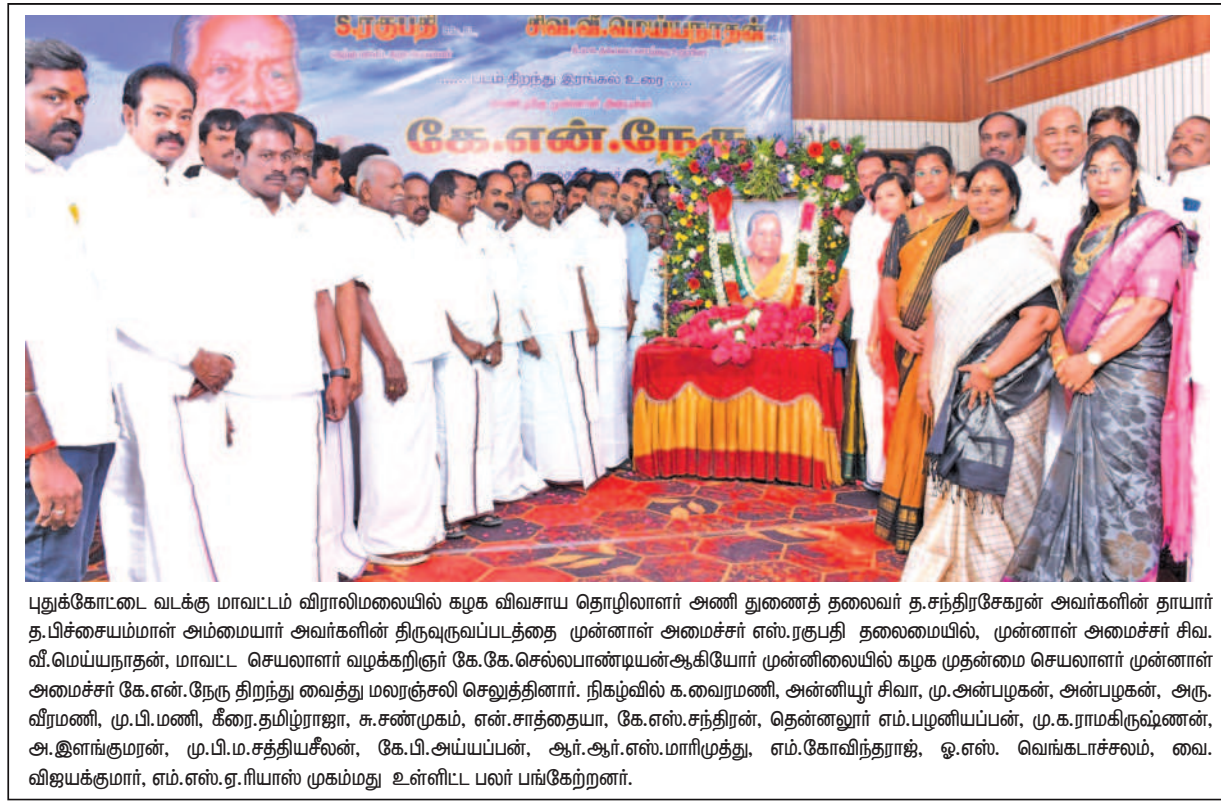 S.ரகுபதி
சிவ.வீ.மெய்யநாதன்
...... படம் திறந்து இரங்கல் உரை ......
கே.என்.நேரு
புதுக்கோட்டை வடக்கு மாவட்டம் விராலிமலையில் கழக விவசாய தொழிலாளர் அணி துணைத் தலைவர் த.சந்திரசேகரன் அவர்களின் தாயார்
த.பிச்சையம்மாள் அம்மையார் அவர்களின் திருவுருவப்படத்தை முன்னாள் அமைச்சர் எஸ்.ரகுபதி தலைமையில், முன்னாள் அமைச்சர் சிவ.
வீ.மெய்யநாதன், மாவட்ட செயலாளர் வழக்கறிஞர் கே.கே.செல்லபாண்டியன்ஆகியோர் முன்னிலையில் கழக முதன்மை செயலாளர் முன்னாள்
அமைச்சர் கே.என்.நேரு திறந்து வைத்து மலரஞ்சலி செலுத்தினார். நிகழ்வில் க.வைரமணி, அன்னியூர் சிவா, மு.அன்பழகன், அன்பழகன், அரு.
வீரமணி, மு.பி.மணி, கீரை.தமிழ்ராஜா, சு.சண்முகம், என்.சாத்தையா, கே.எஸ்.சந்திரன், தென்னலூர் எம்.பழனியப்பன், மு.க.ராமகிருஷ்ணன்,
அ.இளங்குமரன், மு.பி.ம.சத்தியசீலன், கே.பி.அய்யப்பன், ஆர்.ஆர்.எஸ்.மாரிமுத்து, எம்.கோவிந்தராஜ், ஓ.எஸ். வெங்கடாச்சலம், வை.
விஜயக்குமார், எம்.எஸ்.ஏ.ரியாஸ் முகம்மது உள்ளிட்ட பலர் பங்கேற்றனர்.